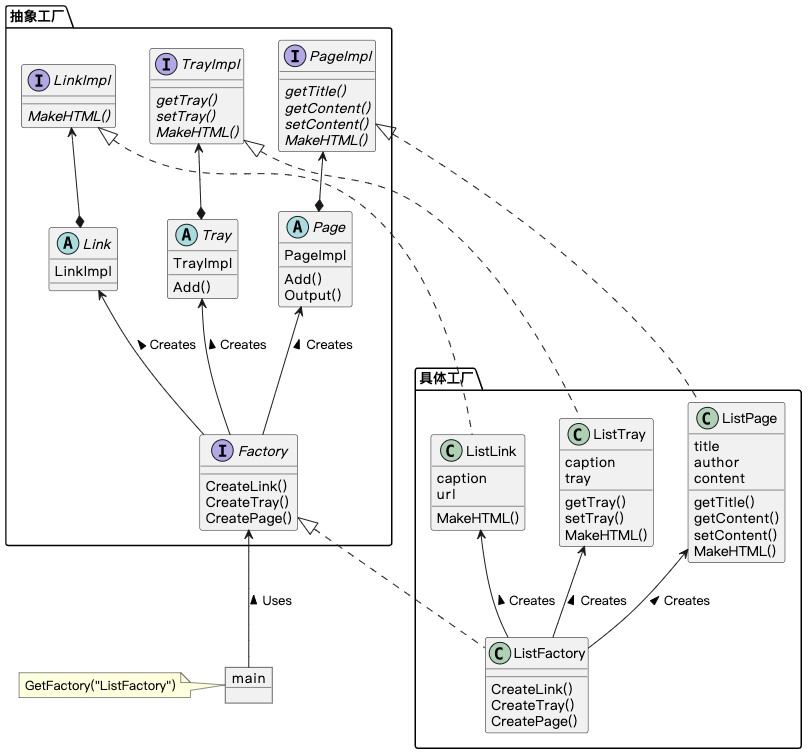 抽象工厂
I LinkImpl
MakeHTML()
I TrayImpl
getTray()
setTray()
MakeHTML()
I PageImpl
getTitle()
getContent()
setContent()
MakeHTML()
A Link
LinkImpl
A Tray
TrayImpl
Add()
A Page
PageImpl
Add()
Output()
Creates
Creates
Creates
I Factory
CreateLink()
CreateTray()
CreatePage()
具体工厂
C ListLink
caption
url
MakeHTML()
C ListTray
caption
tray
getTray()
setTray()
MakeHTML()
C ListPage
title
author
content
getTitle()
getContent()
setContent()
MakeHTML()
Uses
Creates
Creates
Creates
C ListFactory
CreateLink()
CreateTray()
CreatePage()
GetFactory("ListFactory")
main